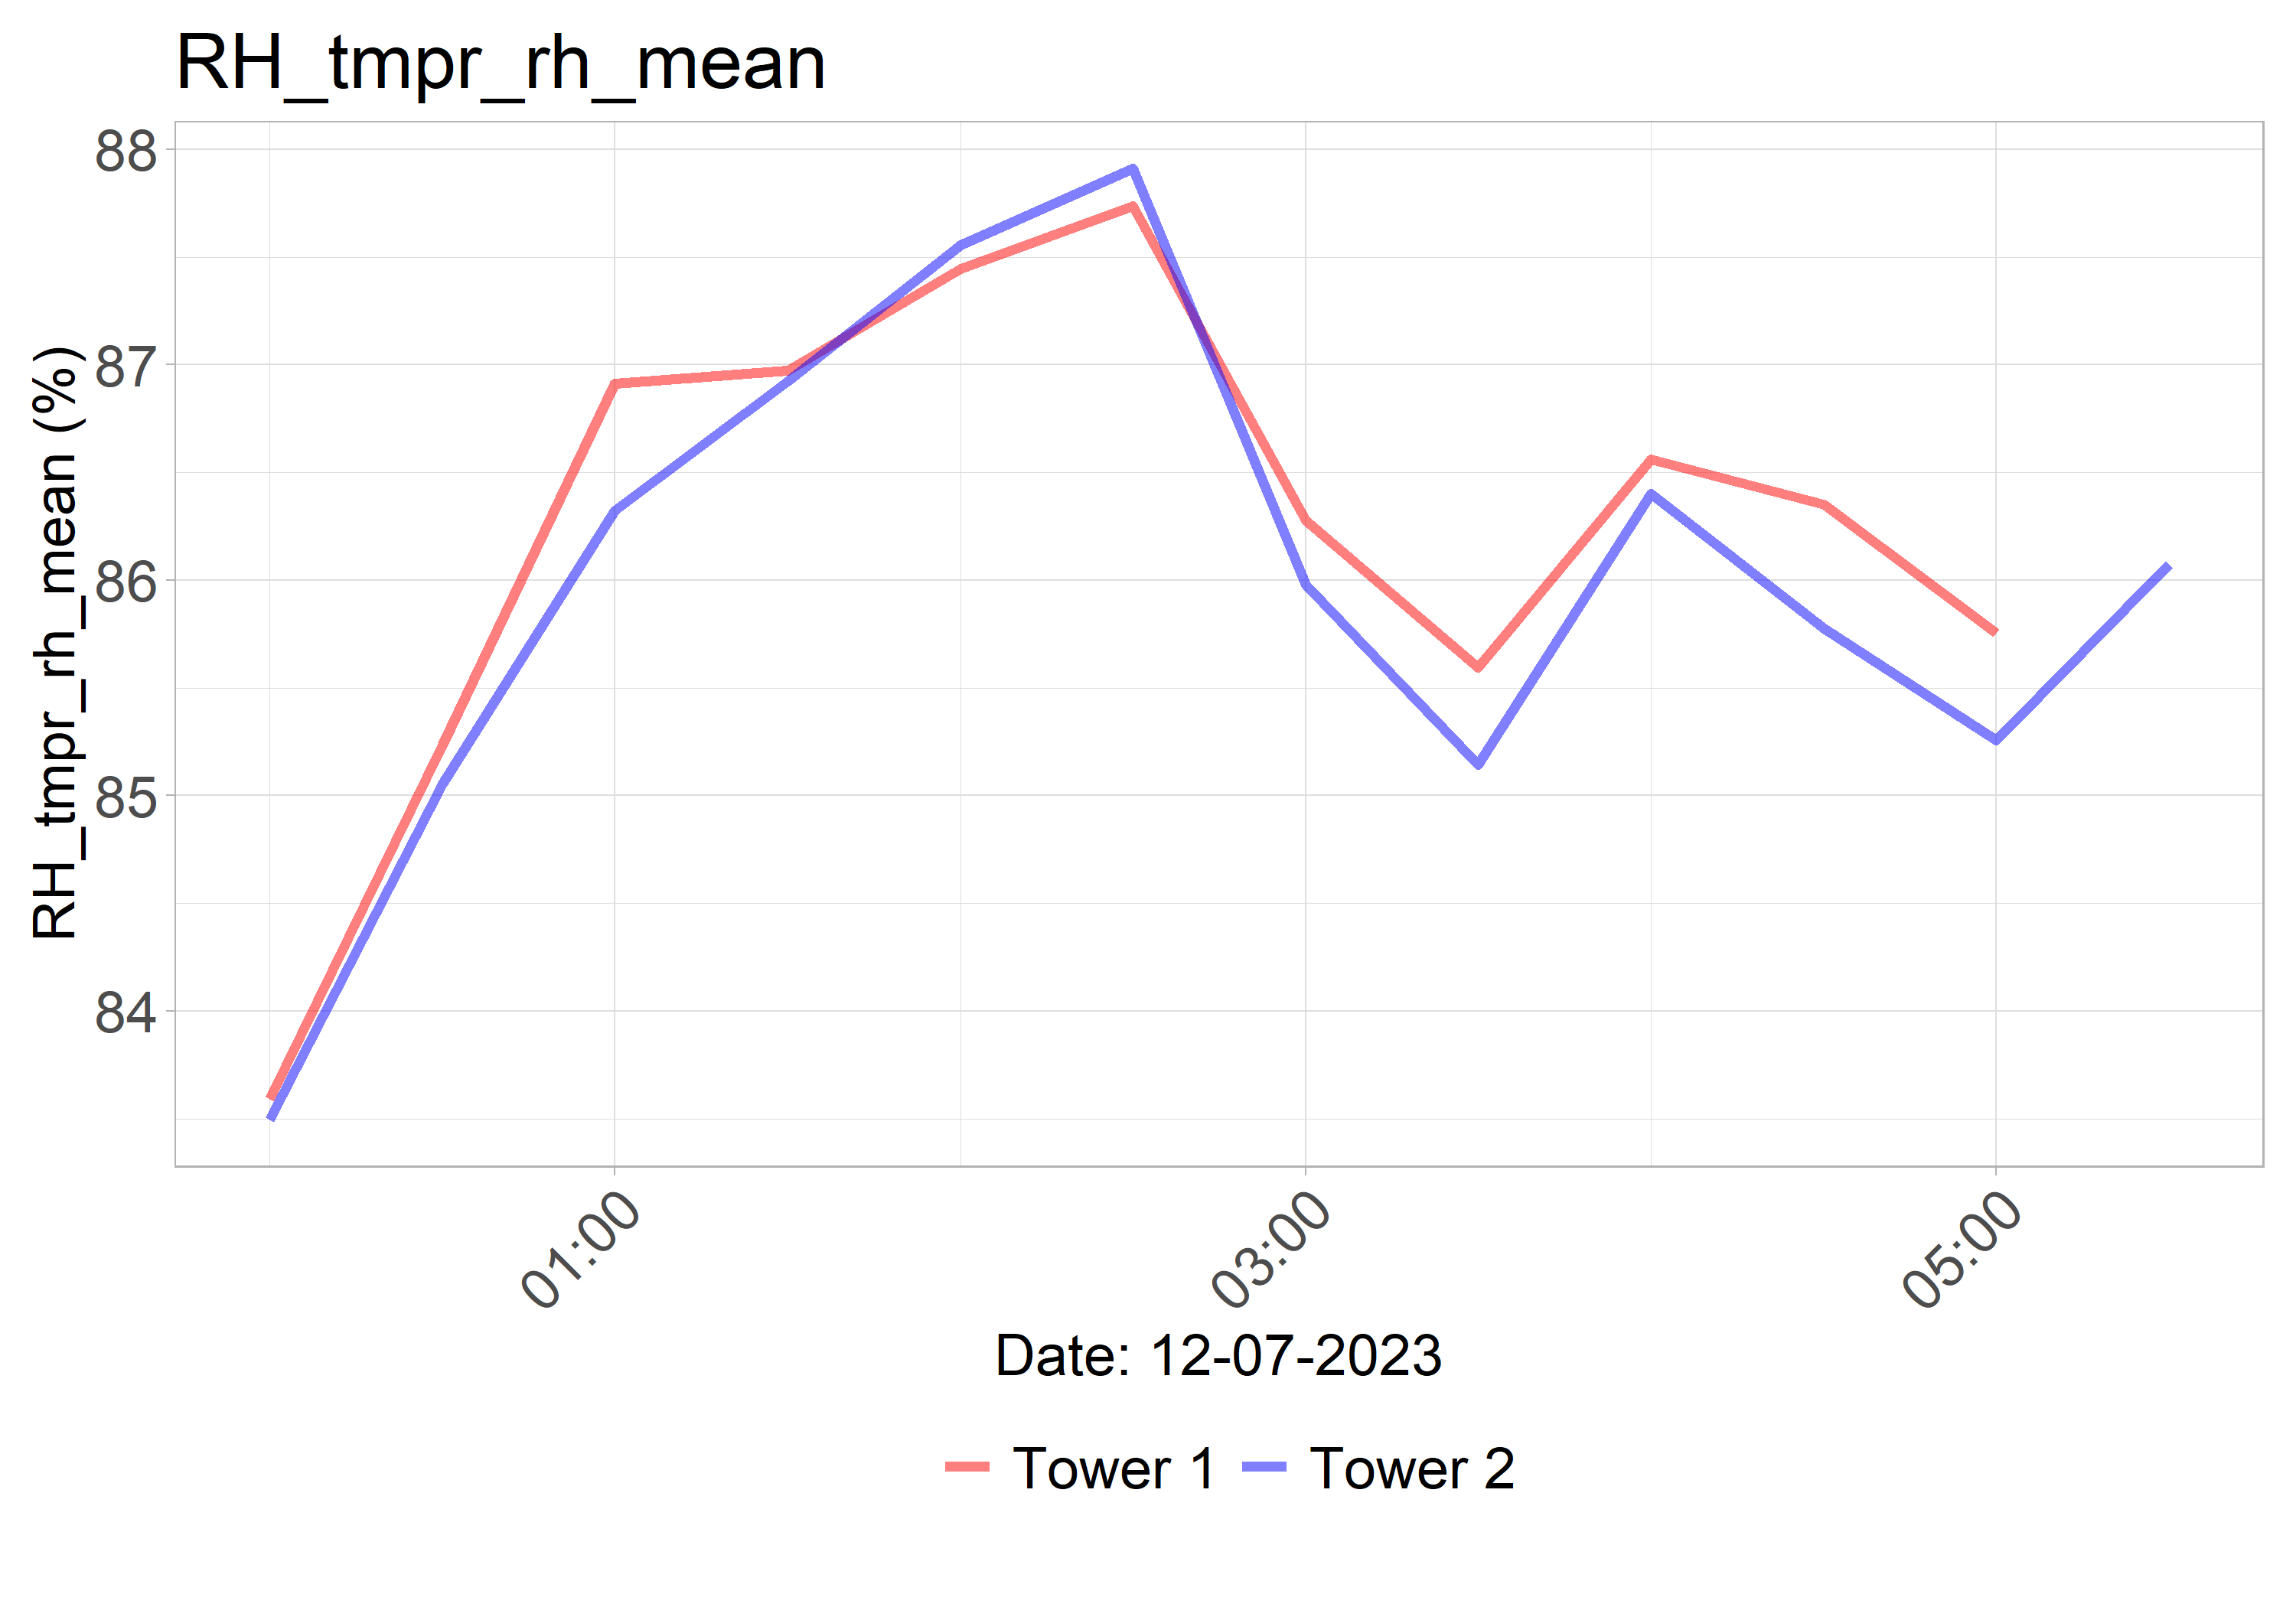 RH_tmpr_rh_mean
RH_tmpr_rh_mean (%)
88
87
86
85
84
01:00
03:00
05:00
Date: 12-07-2023
Tower 1
Tower 2